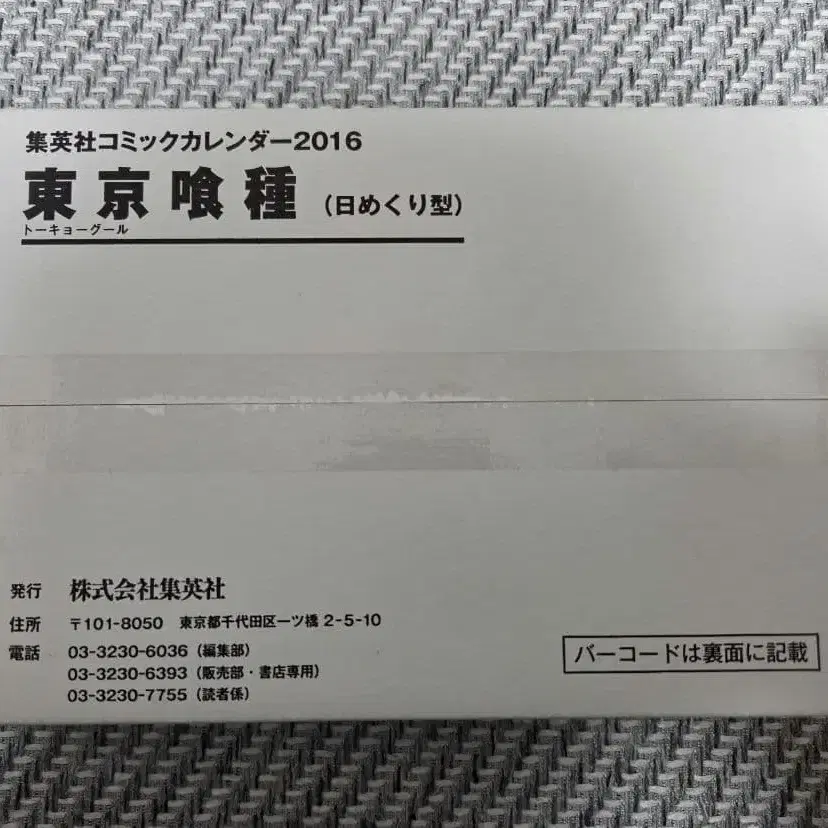 集英社コミックカレンダー2016
東京喰種（日めくり型）
トーキョーグール
発行 株式会社集英社
住所 〒101-8050 東京都千代田区一ツ橋 2-5-10
電話 03-3230-6036（編集部）
03-3230-6393（販売部・書店専用）
03-3230-7755（読者係）
バーコードは裏面に記載